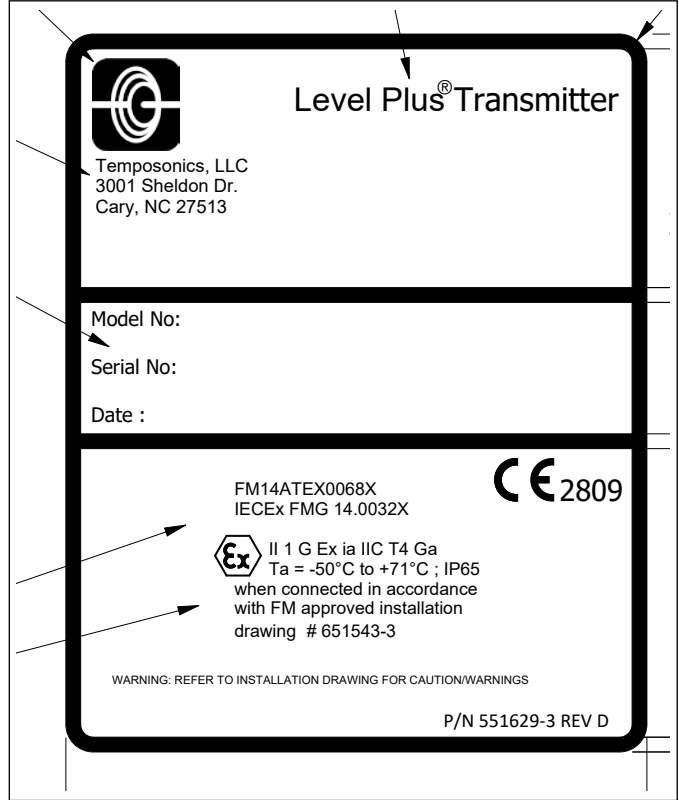 Level Plus® Transmitter
Temposonics, LLC
3001 Sheldon Dr.
Cary, NC 27513
Model No:
Serial No:
Date :
CE 2809
FM14ATEX0068X
IECEx FMG 14.0032X
Ex II 1 G Ex ia IIC T4 Ga
Ta = -50°C to +71°C ; IP65
when connected in accordance
with FM approved installation
drawing # 651543-3
WARNING: REFER TO INSTALLATION DRAWING FOR CAUTION/WARNINGS
P/N 551629-3 REV D